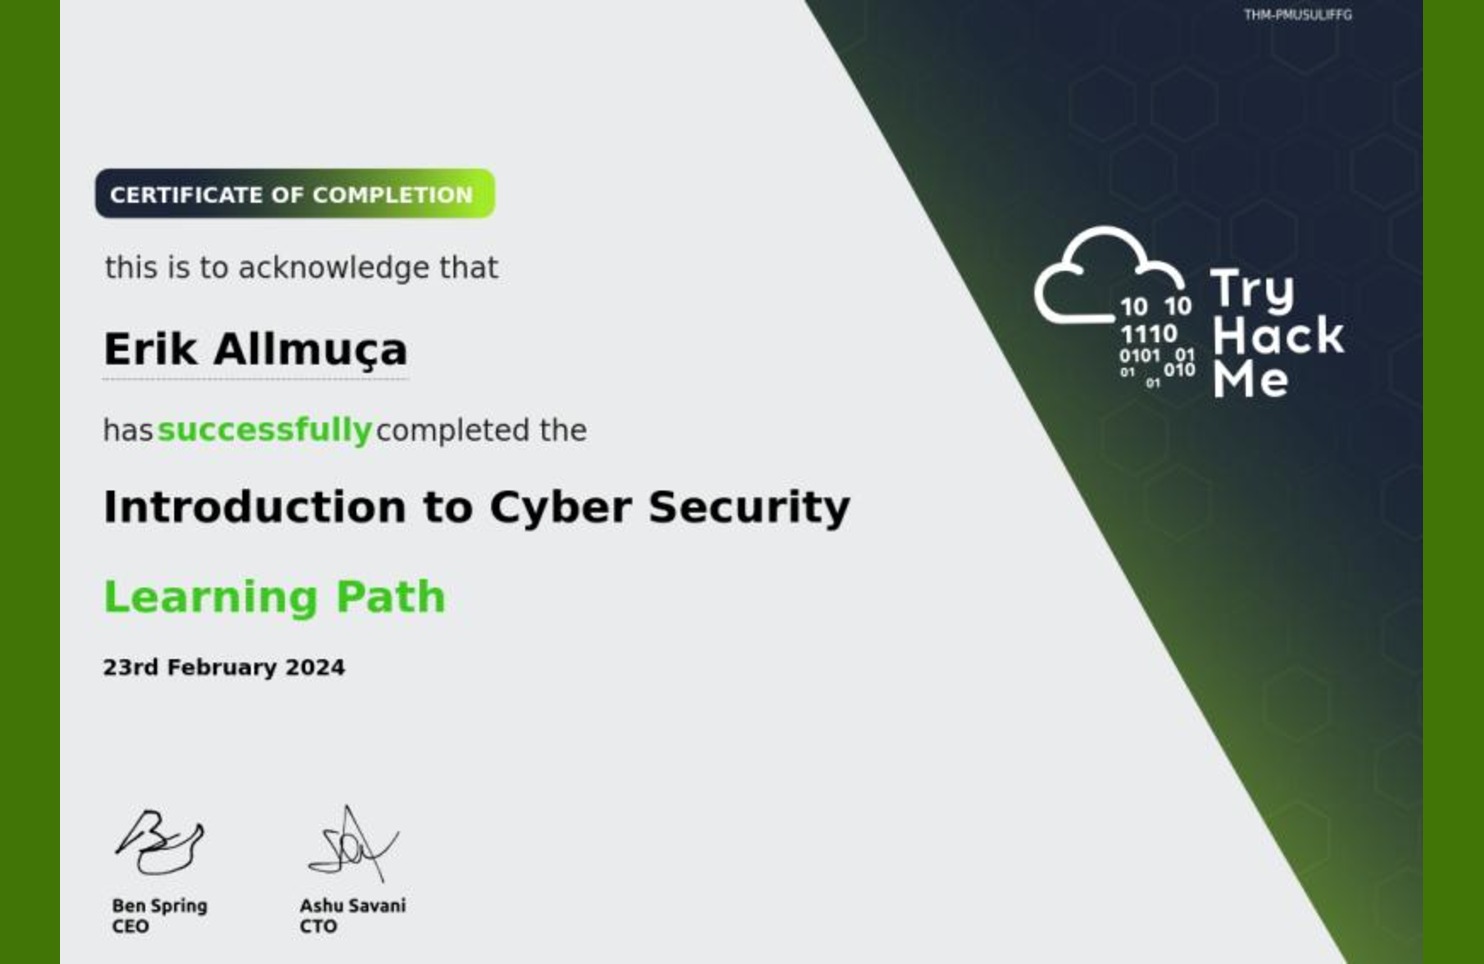 THM-PMUSULIFFG
CERTIFICATE OF COMPLETION
this is to acknowledge that
Erik Allmuça
has successfully completed the
Introduction to Cyber Security
Learning Path
23rd February 2024
10 10
1110
0101 01
01 010
01
Try
Hack
Me
Ben Spring
CEO
Ashu Savani
CTO